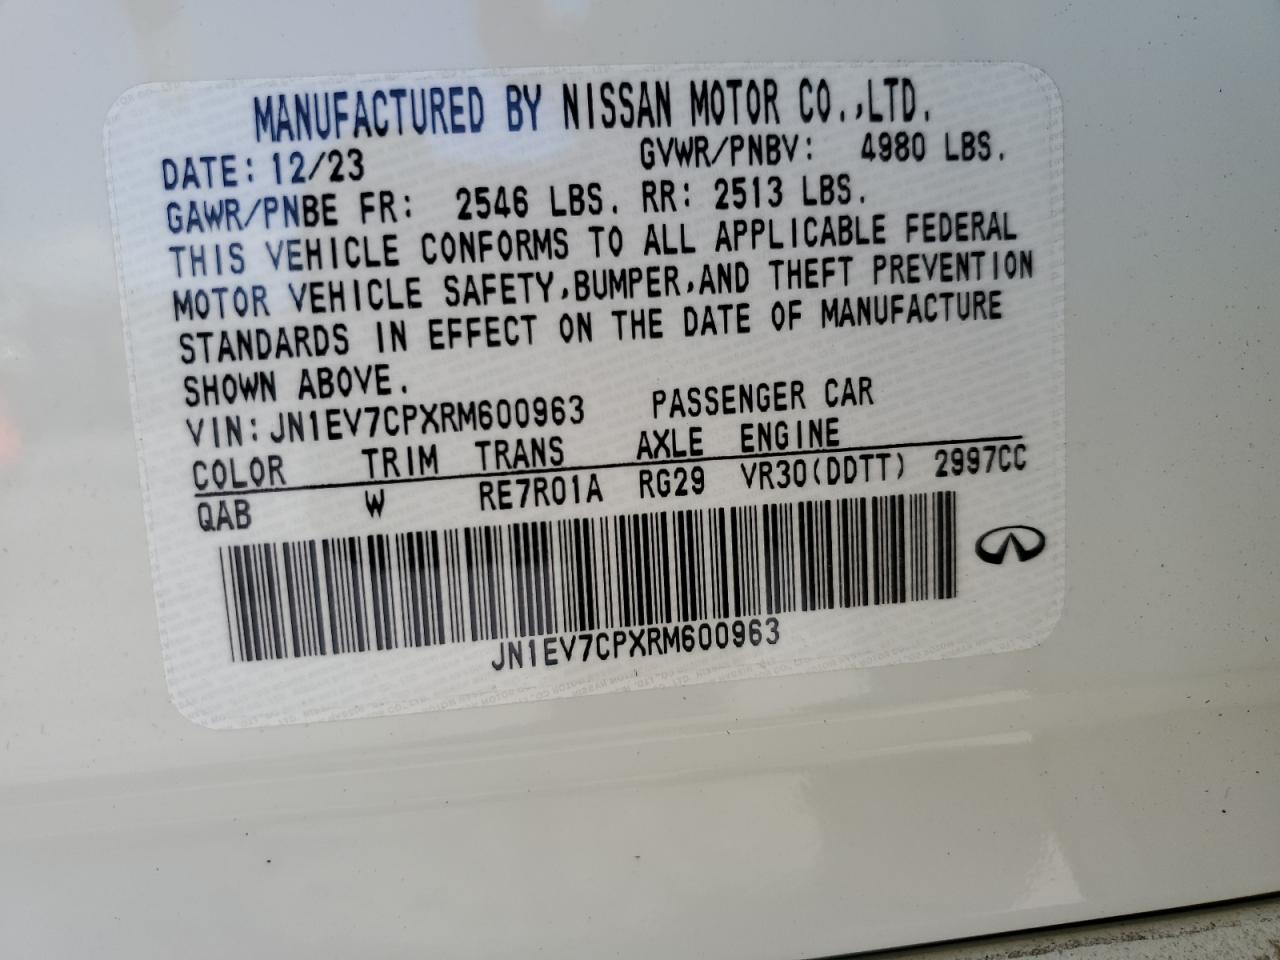 MANUFACTURED BY NISSAN MOTOR CO.,LTD.
DATE: 12/23 GVWR/PNBV: 4980 LBS.
GAWR/PNBE FR: 2546 LBS. RR: 2513 LBS.
THIS VEHICLE CONFORMS TO ALL APPLICABLE FEDERAL
MOTOR VEHICLE SAFETY,BUMPER,AND THEFT PREVENTION
STANDARDS IN EFFECT ON THE DATE OF MANUFACTURE
SHOWN ABOVE.
VIN: JN1EV7CPXRM600963 PASSENGER CAR
COLOR TRIM TRANS AXLE ENGINE
QAB W RE7R01A RG29 VR30(DDTT) 2997CC
JN1EV7CPXRM600963